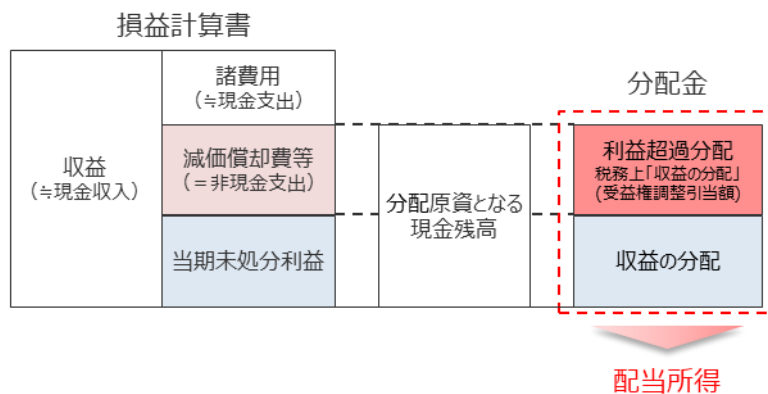 損益計算書
収益
(≒現金収入)
諸費用
(≒現金支出)
減価償却費等
(＝非現金支出)
当期未処分利益
分配原資となる
現金残高
分配金
利益超過分配
税務上「収益の分配」
(受益権調整引当額)
収益の分配
配当所得